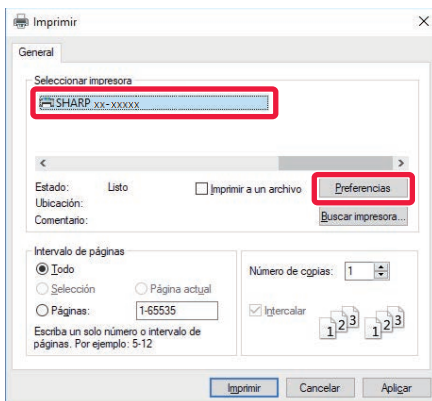 Imprimir
General
Seleccionar impresora
SHARP xx-xxxxx
Estado: Listo
Imprimir a un archivo
Preferencias
Ubicación:
Comentario:
Buscar impresora...
Intervalo de páginas
Todo
Selección
Página actual
Páginas:
1-65535
Escriba un solo número o intervalo de
páginas. Por ejemplo: 5-12
Número de copias: 1
Intercalar
1 2 3 1 2 3
Imprimir
Cancelar
Aplicar